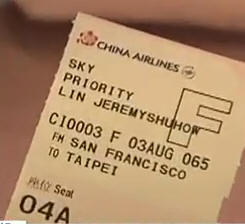 CHINA AIRLINES
SKY
PRIORITY
LIN JEREMYSHUHOW
F
CI0003 F 03AUG 065
FM SAN FRANCISCO
TO TAIPEI
Seat
04A